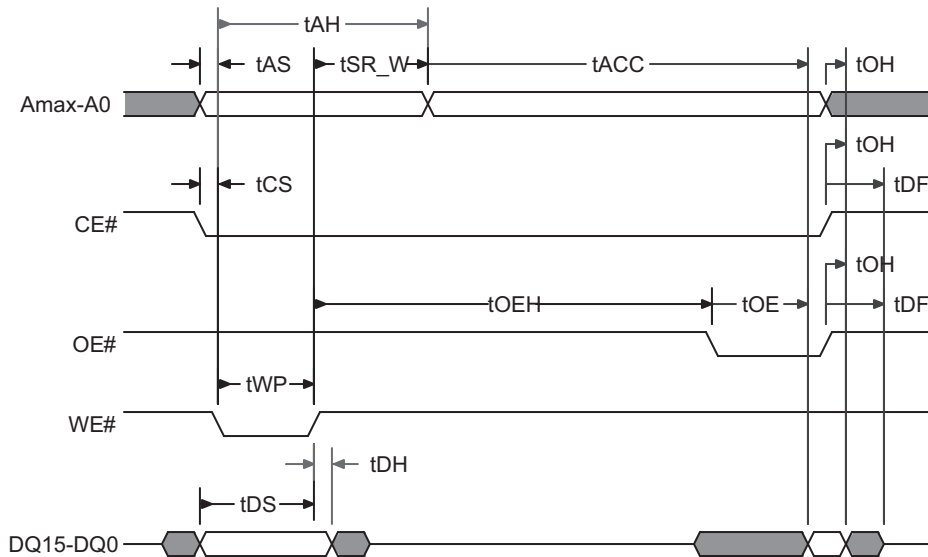 tAH
tAS tSR_W tACC tOH
Amax-A0
tOH
tCS tDF
CE#
tOH
tOEH tOE tDF
OE#
tWP
WE#
tDH
tDS
DQ15-DQ0